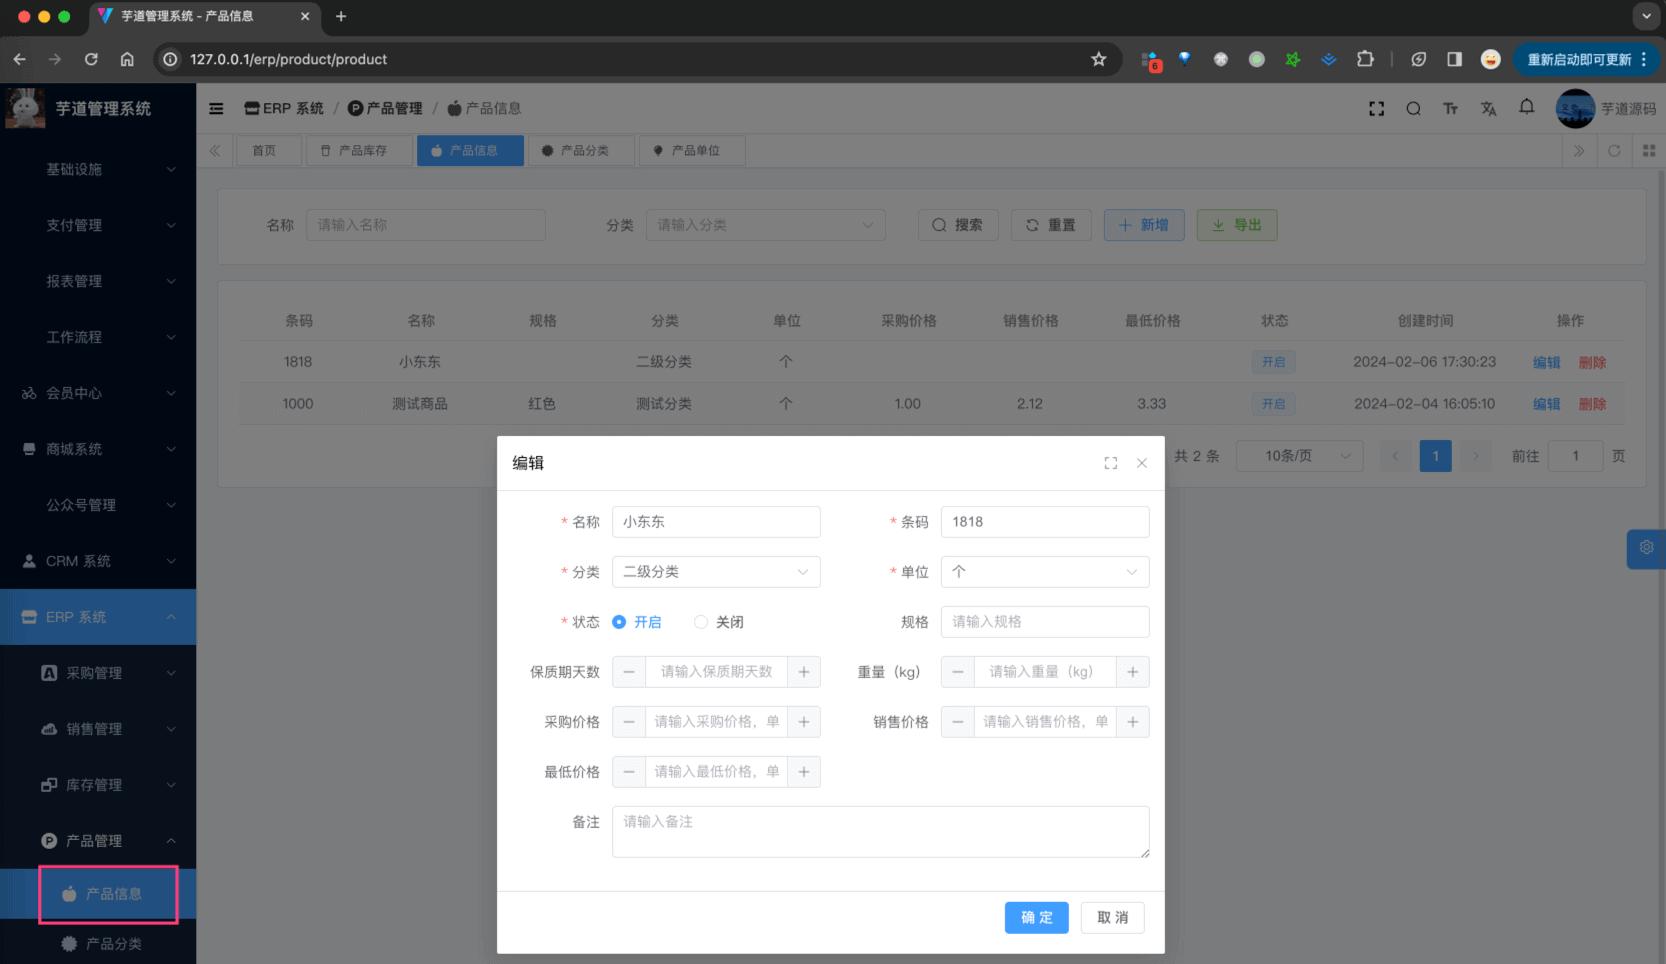 芋道管理系统 - 产品信息
127.0.0.1/erp/product/product
6
重新启动即可更新
芋道管理系统
ERP 系统 / 产品管理 / 产品信息
芋道源码
首页
产品库存
产品信息
产品分类
产品单位
基础设施
支付管理
报表管理
工作流程
会员中心
商城系统
公众号管理
CRM 系统
ERP 系统
采购管理
销售管理
库存管理
产品管理
产品信息
产品分类
名称 请输入名称 分类 请输入分类 搜索 重置 新增 导出
条码 名称 规格 分类 单位 采购价格 销售价格 最低价格 状态 创建时间 操作
1818 小东东 二级分类 个 开启 2024-02-06 17:30:23 编辑 删除
1000 测试商品 红色 测试分类 个 1.00 2.12 3.33 开启 2024-02-04 16:05:10 编辑 删除
共 2 条 10条/页 1 前往 1 页
编辑
* 名称 小东东 * 条码 1818
* 分类 二级分类 * 单位 个
* 状态 开启 关闭 规格 请输入规格
保质期天数 请输入保质期天数 重量（kg） 请输入重量（kg）
采购价格 请输入采购价格，单 销售价格 请输入销售价格，单
最低价格 请输入最低价格，单
备注 请输入备注
确 定 取 消